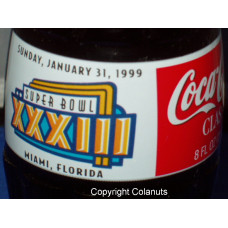 SUNDAY, JANUARY 31, 1999
SUPER BOWL
XXXIII
MIAMI, FLORIDA
Coca-C
CLAS
8 FL OZ
Copyright Colanuts